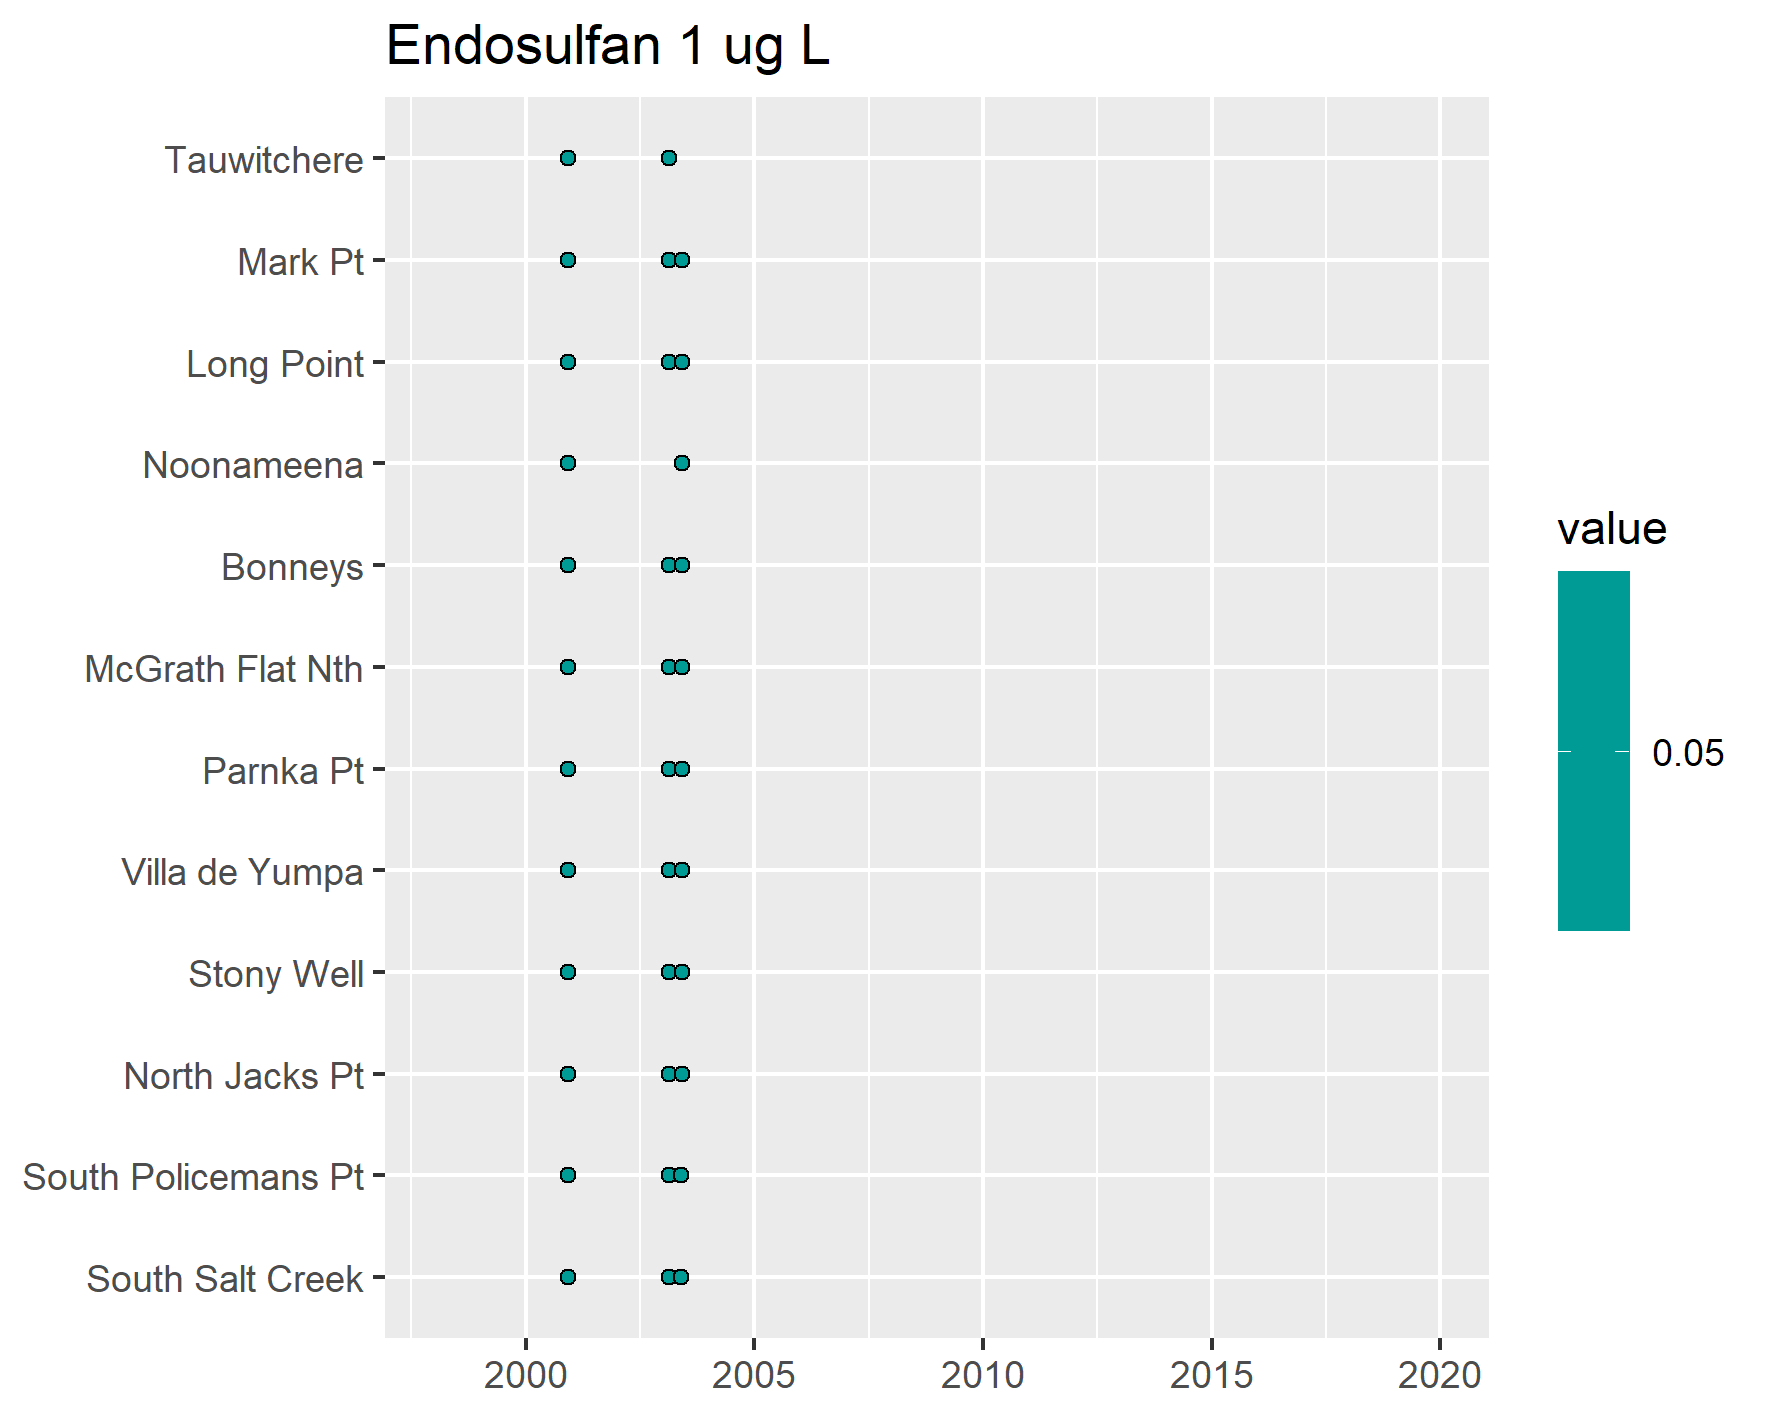 Endosulfan 1 ug L
Tauwitchere
Mark Pt
Long Point
Noonameena
Bonneys
McGrath Flat Nth
Parnka Pt
Villa de Yumpa
Stony Well
North Jacks Pt
South Policemans Pt
South Salt Creek
2000 2005 2010 2015 2020
value
0.05